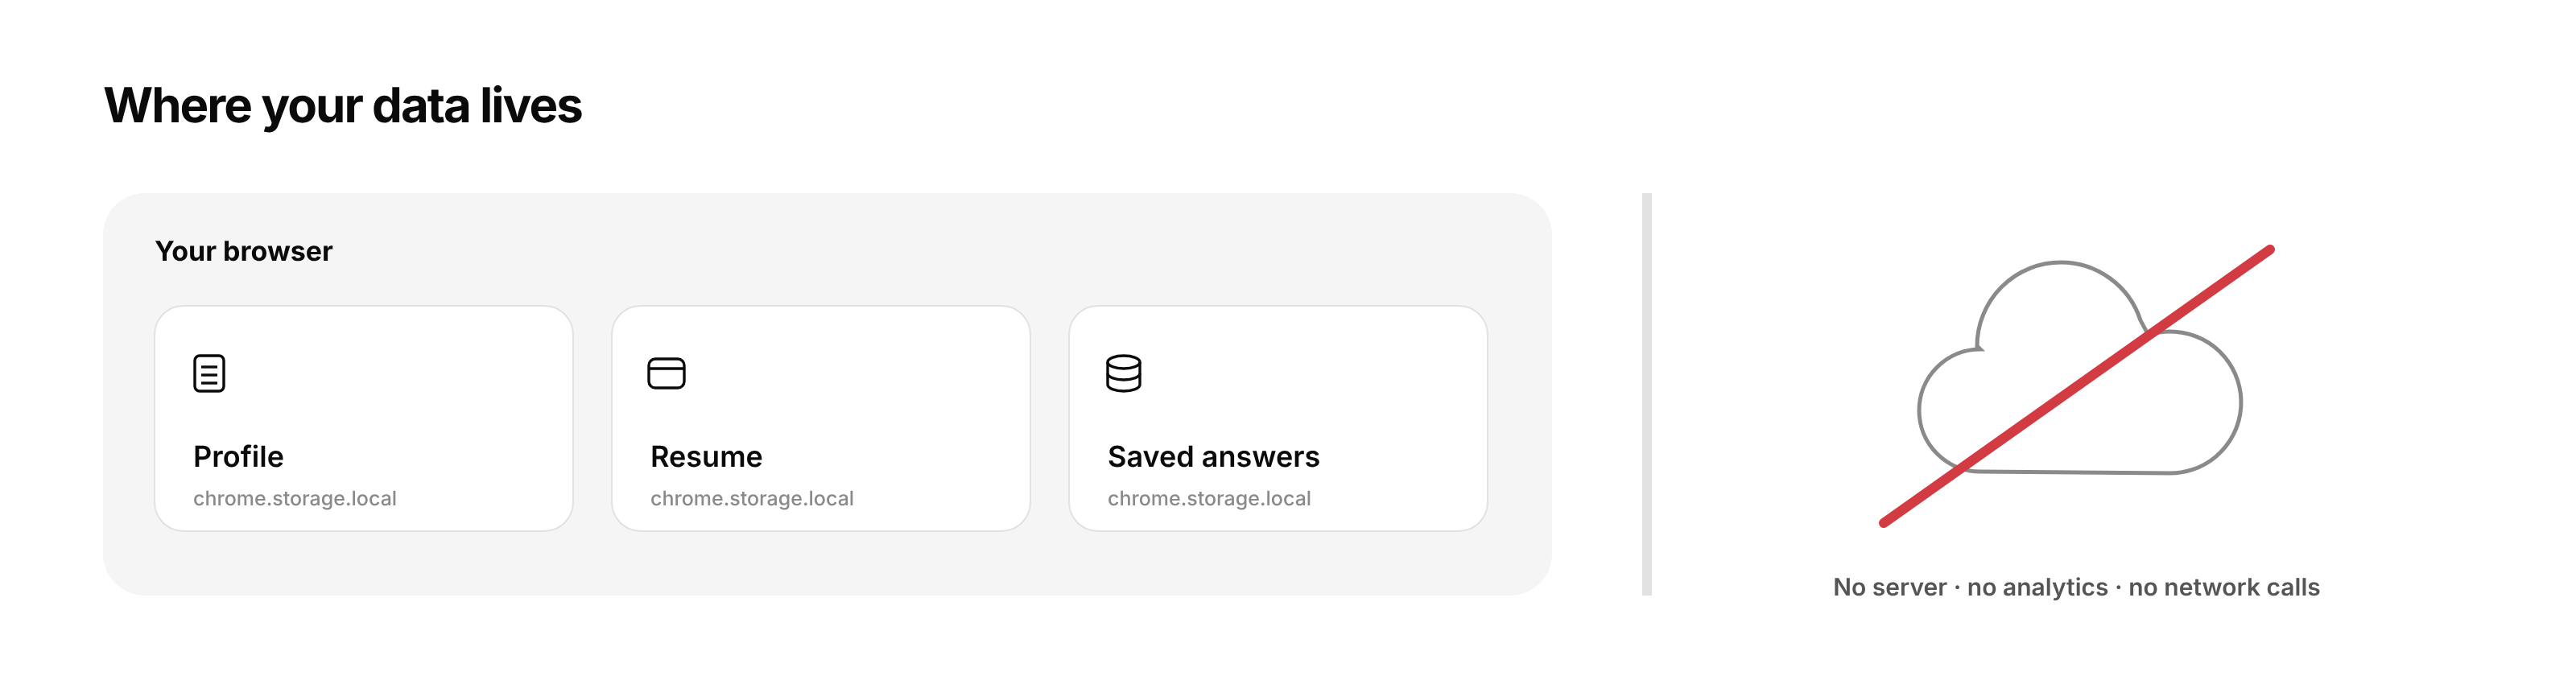 Where your data lives
Your browser
Profile
chrome.storage.local
Resume
chrome.storage.local
Saved answers
chrome.storage.local
No server · no analytics · no network calls